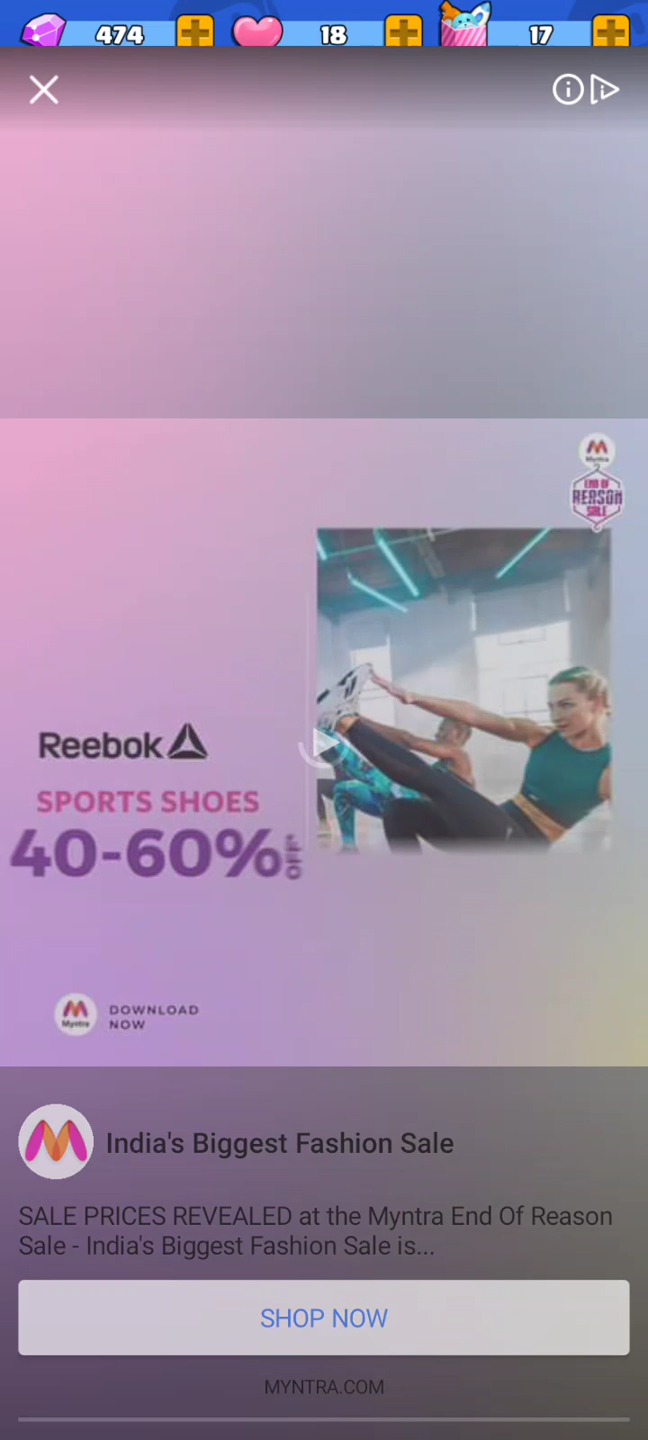 474 18 17
Myntra
END OF
REASON
SALE
Reebok
SPORTS SHOES
40-60% OFF*
Myntra
DOWNLOAD
NOW
India's Biggest Fashion Sale
SALE PRICES REVEALED at the Myntra End Of Reason
Sale - India's Biggest Fashion Sale is...
SHOP NOW
MYNTRA.COM